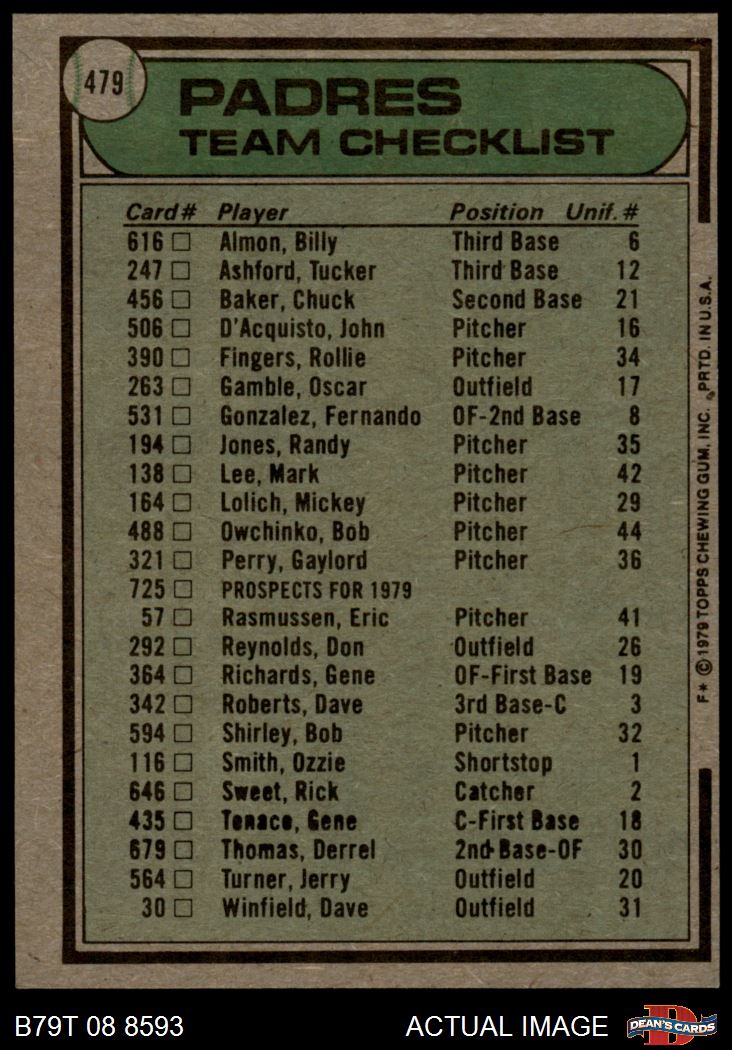 479
PADRES
TEAM CHECKLIST
Card# Player Position Unif. #
616 Almon, Billy Third Base 6
247 Ashford, Tucker Third Base 12
456 Baker, Chuck Second Base 21
506 D'Acquisto, John Pitcher 16
390 Fingers, Rollie Pitcher 34
263 Gamble, Oscar Outfield 17
531 Gonzalez, Fernando OF-2nd Base 8
194 Jones, Randy Pitcher 35
138 Lee, Mark Pitcher 42
164 Lolich, Mickey Pitcher 29
488 Owchinko, Bob Pitcher 44
321 Perry, Gaylord Pitcher 36
725 PROSPECTS FOR 1979
57 Rasmussen, Eric Pitcher 41
292 Reynolds, Don Outfield 26
364 Richards, Gene OF-First Base 19
342 Roberts, Dave 3rd Base-C 3
594 Shirley, Bob Pitcher 32
116 Smith, Ozzie Shortstop 1
646 Sweet, Rick Catcher 2
435 Tenace, Gene C-First Base 18
679 Thomas, Derrel 2nd Base-OF 30
564 Turner, Jerry Outfield 20
30 Winfield, Dave Outfield 31
F* © 1979 TOPPS CHEWING GUM, INC. PRTD. IN U.S.A.
B79T 08 8593 ACTUAL IMAGE DEAN'S CARDS